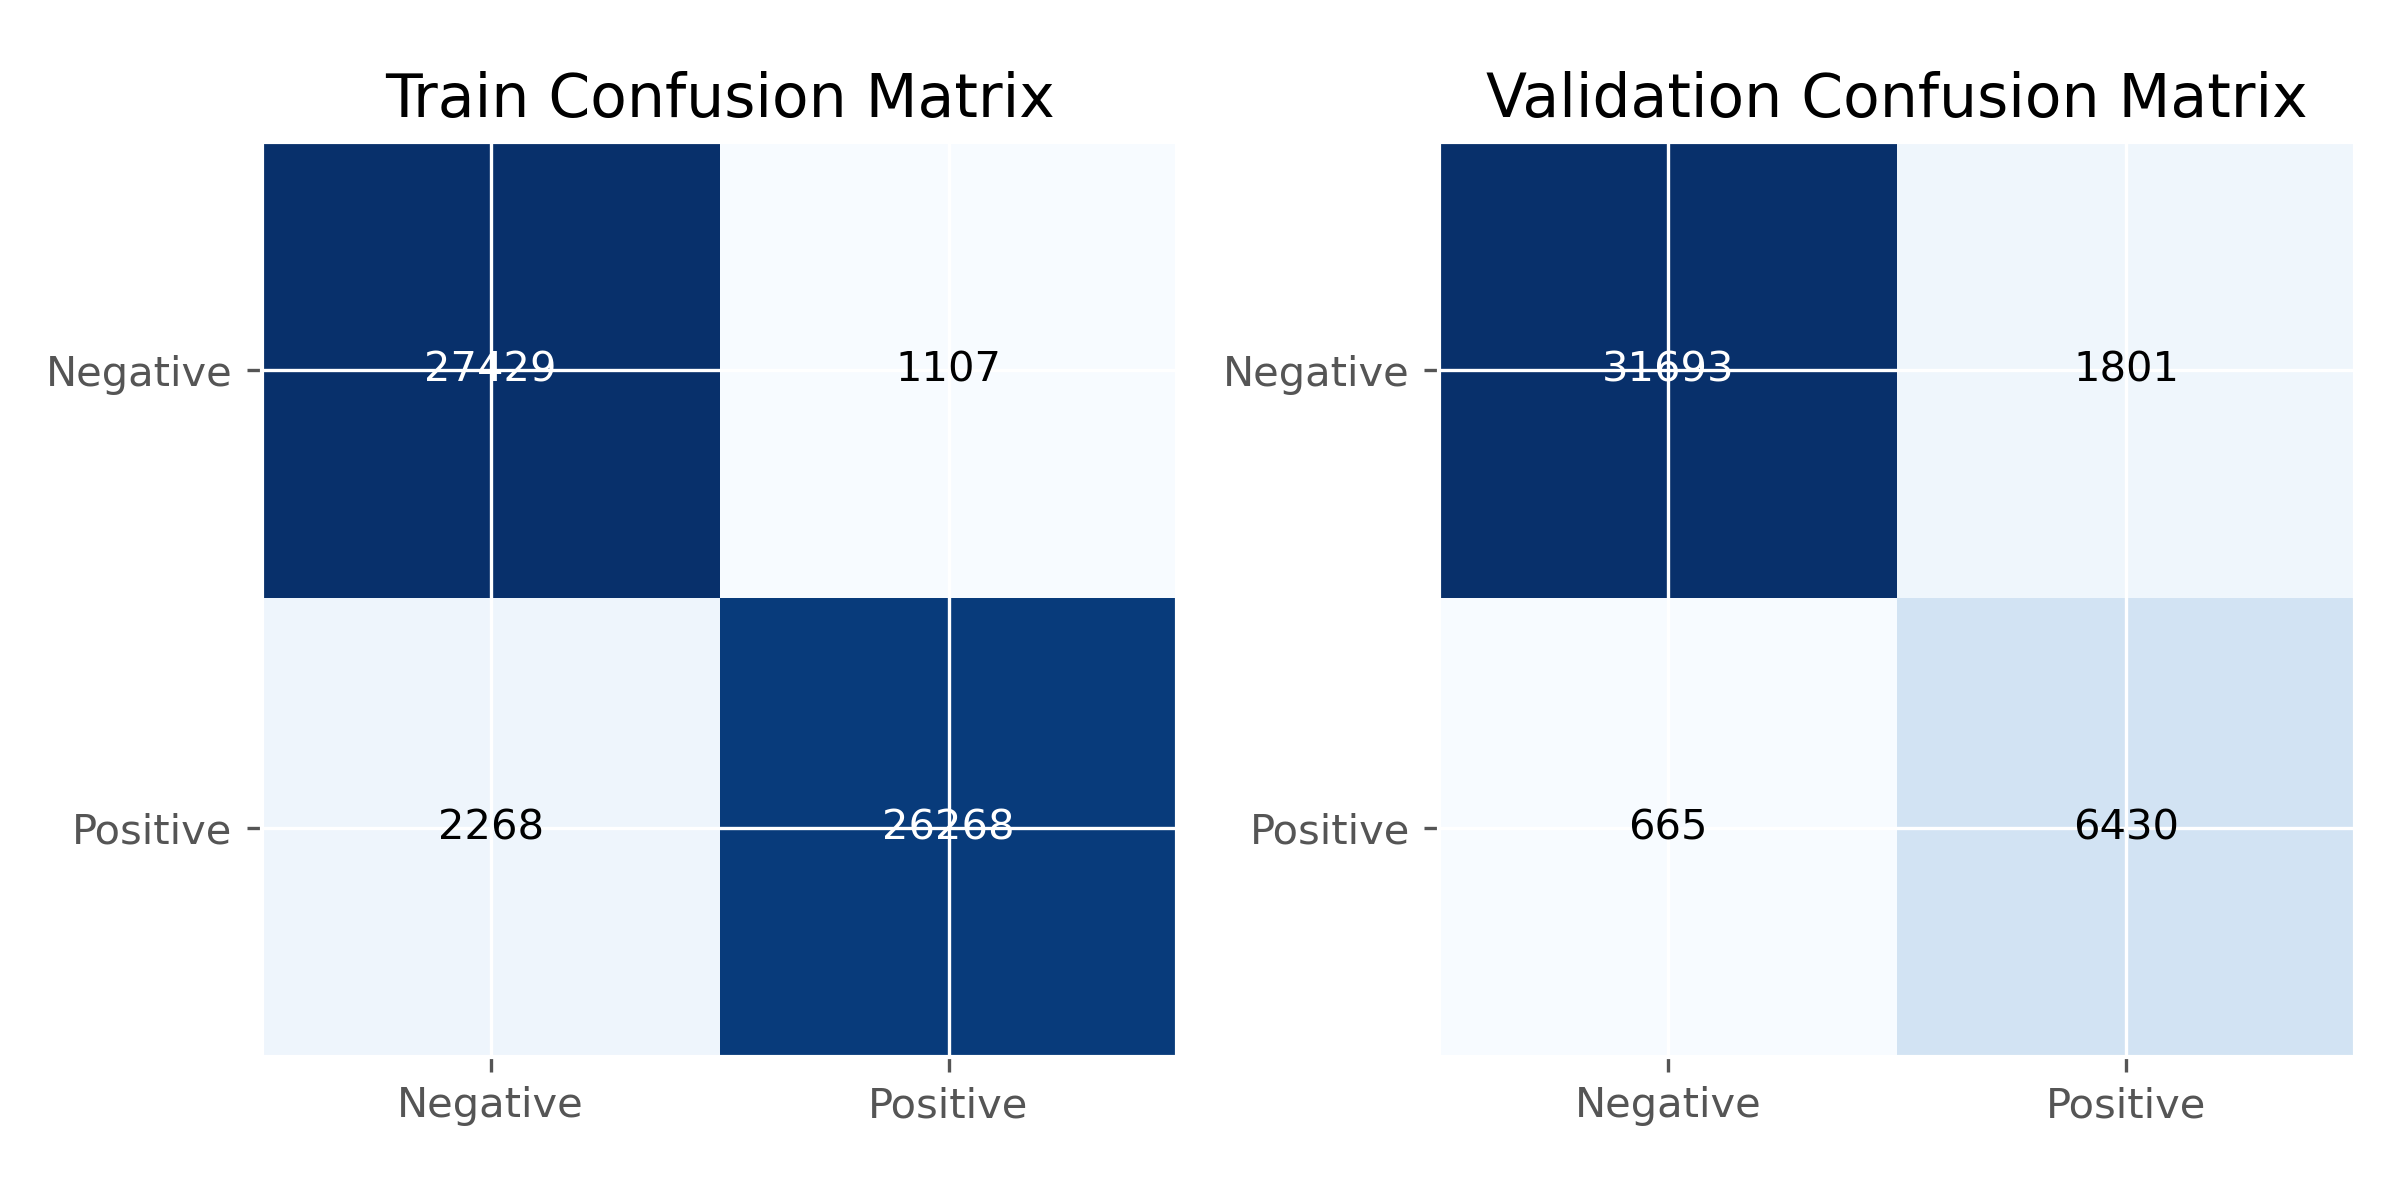 Train Confusion Matrix
Negative 27429 1107
Positive 2268 26268
Negative Positive
Validation Confusion Matrix
Negative 31693 1801
Positive 665 6430
Negative Positive